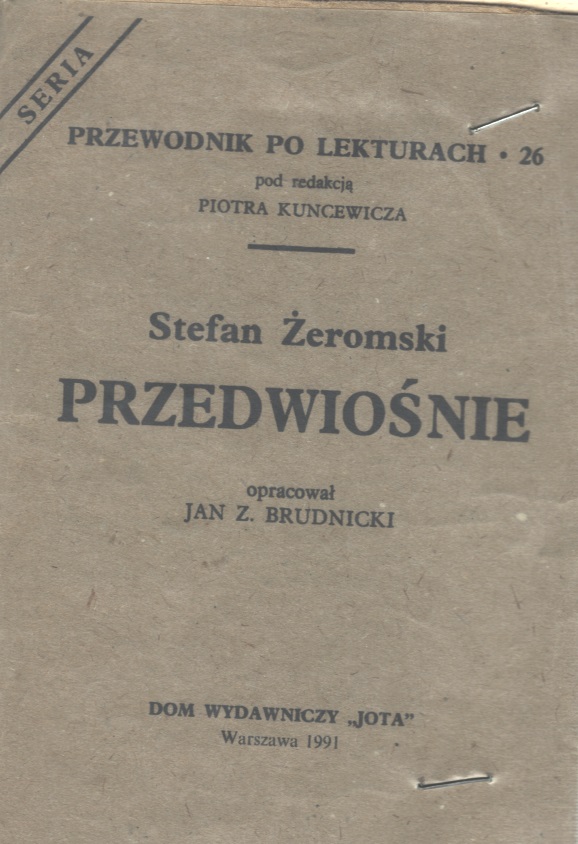 SERIA
PRZEWODNIK PO LEKTURACH • 26
pod redakcją
PIOTRA KUNCEWICZA
Stefan Żeromski
PRZEDWIOŚNIE
opracował
JAN Z. BRUDNICKI
DOM WYDAWNICZY „JOTA”
Warszawa 1991